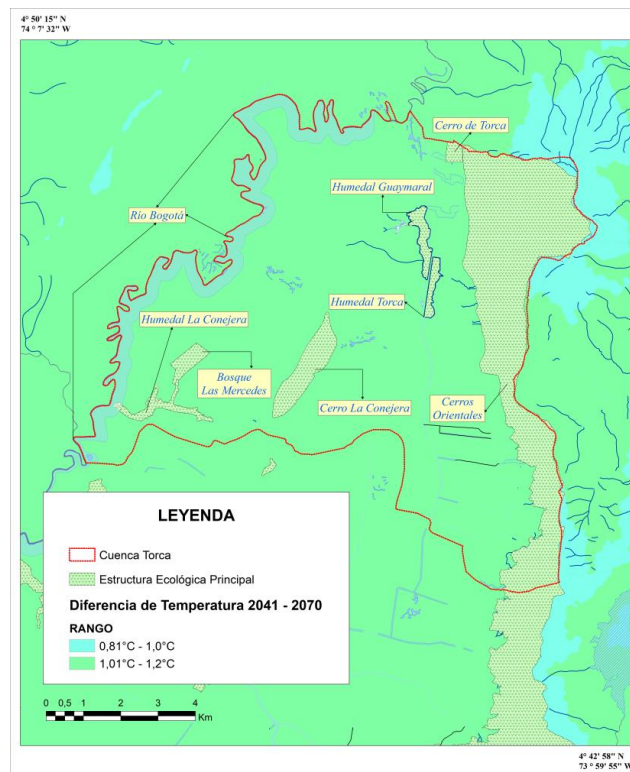 4° 50' 15" N
74° 7' 32" W
Cerro de Torca
Humedal Guaymaral
Río Bogotá
Humedal Torca
Humedal La Conejera
Bosque
Las Mercedes
Cerro La Conejera
Cerros
Orientales
LEYENDA
Cuenca Torca
Estructura Ecológica Principal
Diferencia de Temperatura 2041 - 2070
RANGO
0,81°C - 1,0°C
1,01°C - 1,2°C
0 0,5 1 2 3 4
Km
4° 42' 58" N
73° 59' 55" W